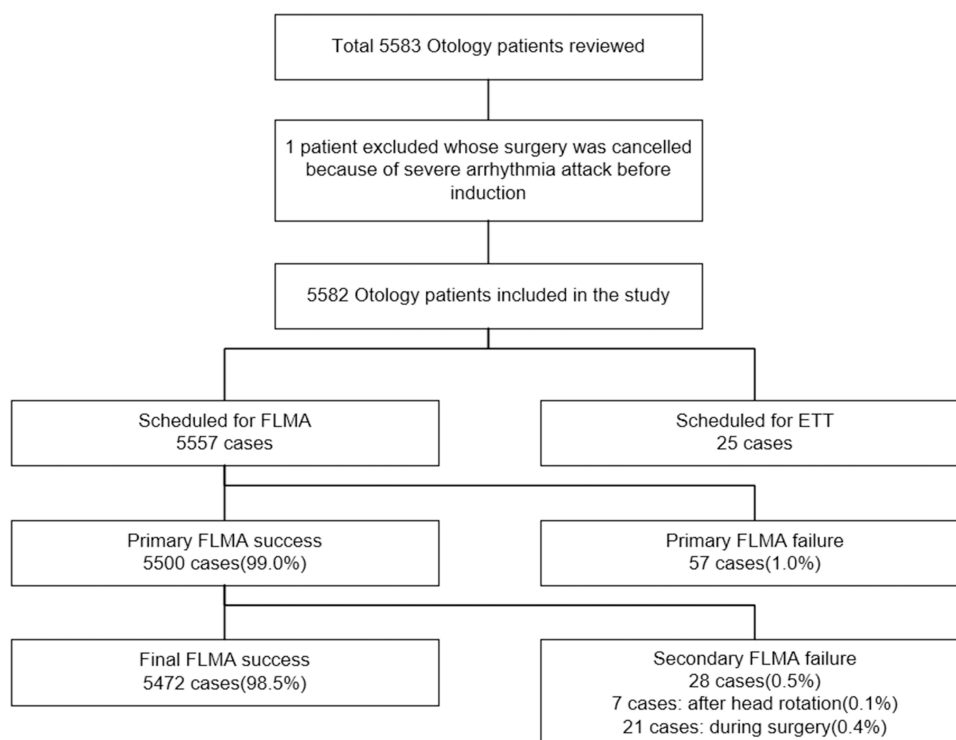 Total 5583 Otology patients reviewed
1 patient excluded whose surgery was cancelled
because of severe arrhythmia attack before
induction
5582 Otology patients included in the study
Scheduled for FLMA
5557 cases
Scheduled for ETT
25 cases
Primary FLMA success
5500 cases(99.0%)
Primary FLMA failure
57 cases(1.0%)
Final FLMA success
5472 cases(98.5%)
Secondary FLMA failure
28 cases(0.5%)
7 cases: after head rotation(0.1%)
21 cases: during surgery(0.4%)